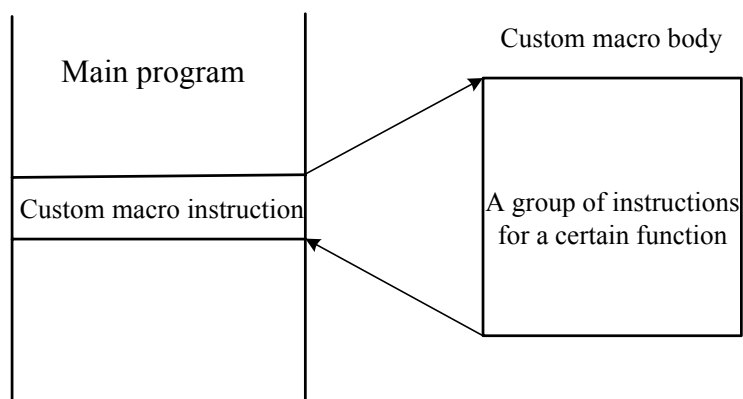 Custom macro body
Main program
Custom macro instruction
A group of instructions
for a certain function